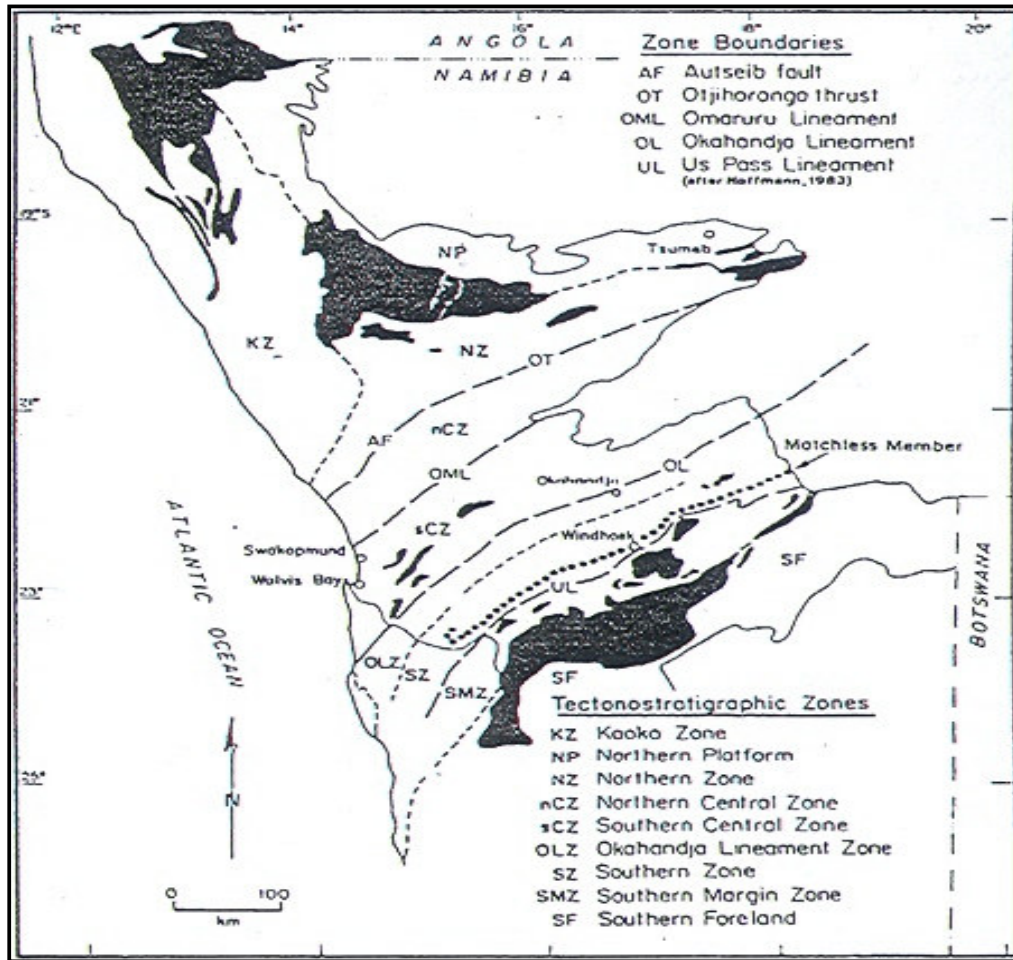 12°E 14° 16° 18° 20°
ANGOLA
NAMIBIA
Zone Boundaries
AF Autseib fault
OT Otjihorongo thrust
OML Omaruru Lineament
OL Okahandja Lineament
UL Us Pass Lineament
(after Hoffmann, 1983)
Tsumeb
NP
KZ
NZ
OT
AF
nCZ
OML
OL
Matchless Member
Okahandja
sCZ
Windhoek
Swakopmund
Walvis Bay
SF
UL
ATLANTIC OCEAN
BOTSWANA
OLZ
SZ
SMZ
SF
Tectonostratigraphic Zones
KZ Kaoko Zone
NP Northern Platform
NZ Northern Zone
nCZ Northern Central Zone
sCZ Southern Central Zone
OLZ Okahandja Lineament Zone
SZ Southern Zone
SMZ Southern Margin Zone
SF Southern Foreland
N
0 100
km